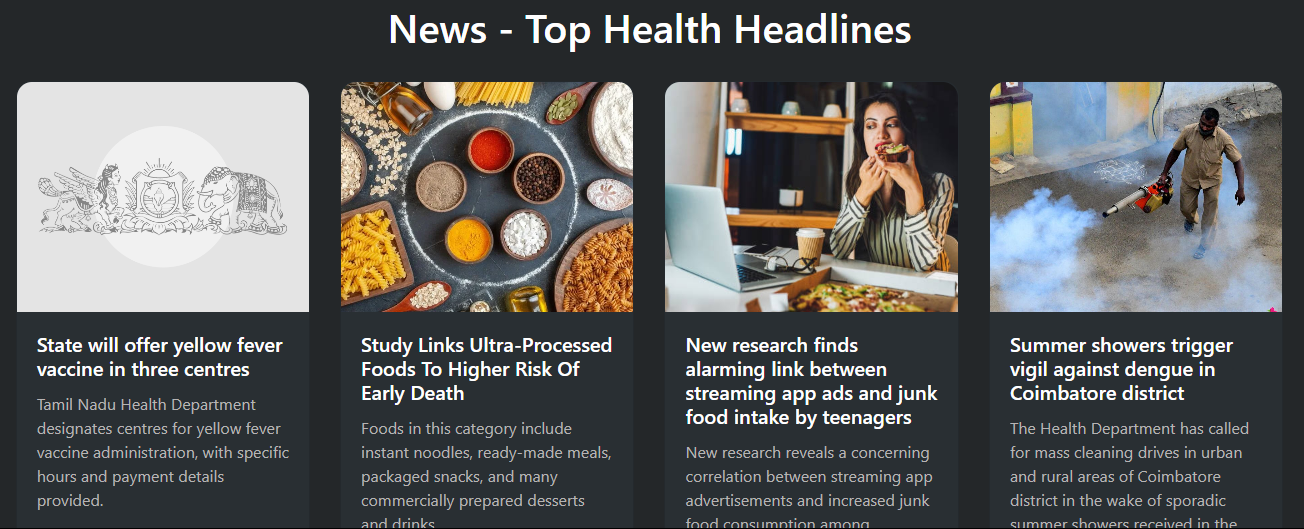 News - Top Health Headlines
State will offer yellow fever
vaccine in three centres
Tamil Nadu Health Department
designates centres for yellow fever
vaccine administration, with specific
hours and payment details
provided.
Study Links Ultra-Processed
Foods To Higher Risk Of
Early Death
Foods in this category include
instant noodles, ready-made meals,
packaged snacks, and many
commercially prepared desserts
and drinks
New research finds
alarming link between
streaming app ads and junk
food intake by teenagers
New research reveals a concerning
correlation between streaming app
advertisements and increased junk
food consumption among
Summer showers trigger
vigil against dengue in
Coimbatore district
The Health Department has called
for mass cleaning drives in urban
and rural areas of Coimbatore
district in the wake of sporadic
summer showers received in the